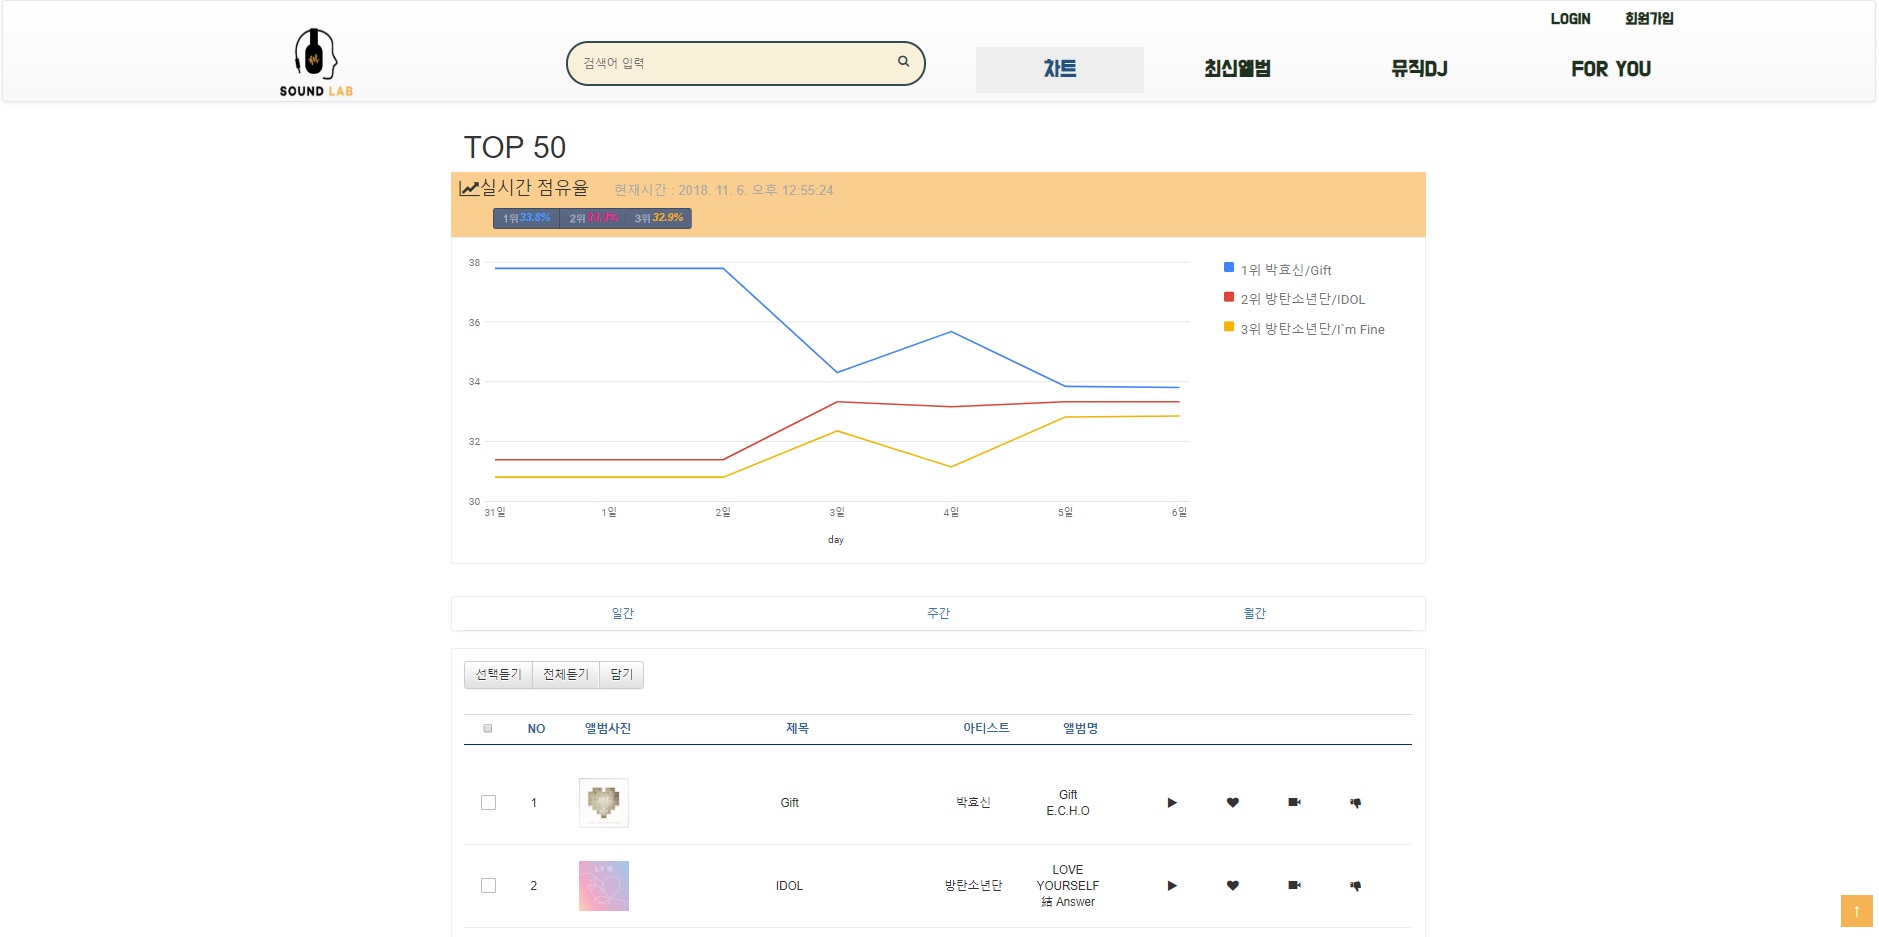 LOGIN 회원가입
SOUND LAB
검색어 입력
차트 최신앨범 뮤직DJ FOR YOU
TOP 50
실시간 점유율 현재시간 : 2018. 11. 6. 오후 12:55:24
1위33.8% 2위 3위32.9%
38
36
34
32
30
31일 1일 2일 3일 4일 5일 6일
day
1위 박효신/Gift
2위 방탄소년단/IDOL
3위 방탄소년단/I`m Fine
일간 주간 월간
선택듣기 전체듣기 담기
NO 앨범사진 제목 아티스트 앨범명
1 Gift 박효신 Gift
E.C.H.O
2 IDOL 방탄소년단 LOVE
YOURSELF
結 Answer
↑